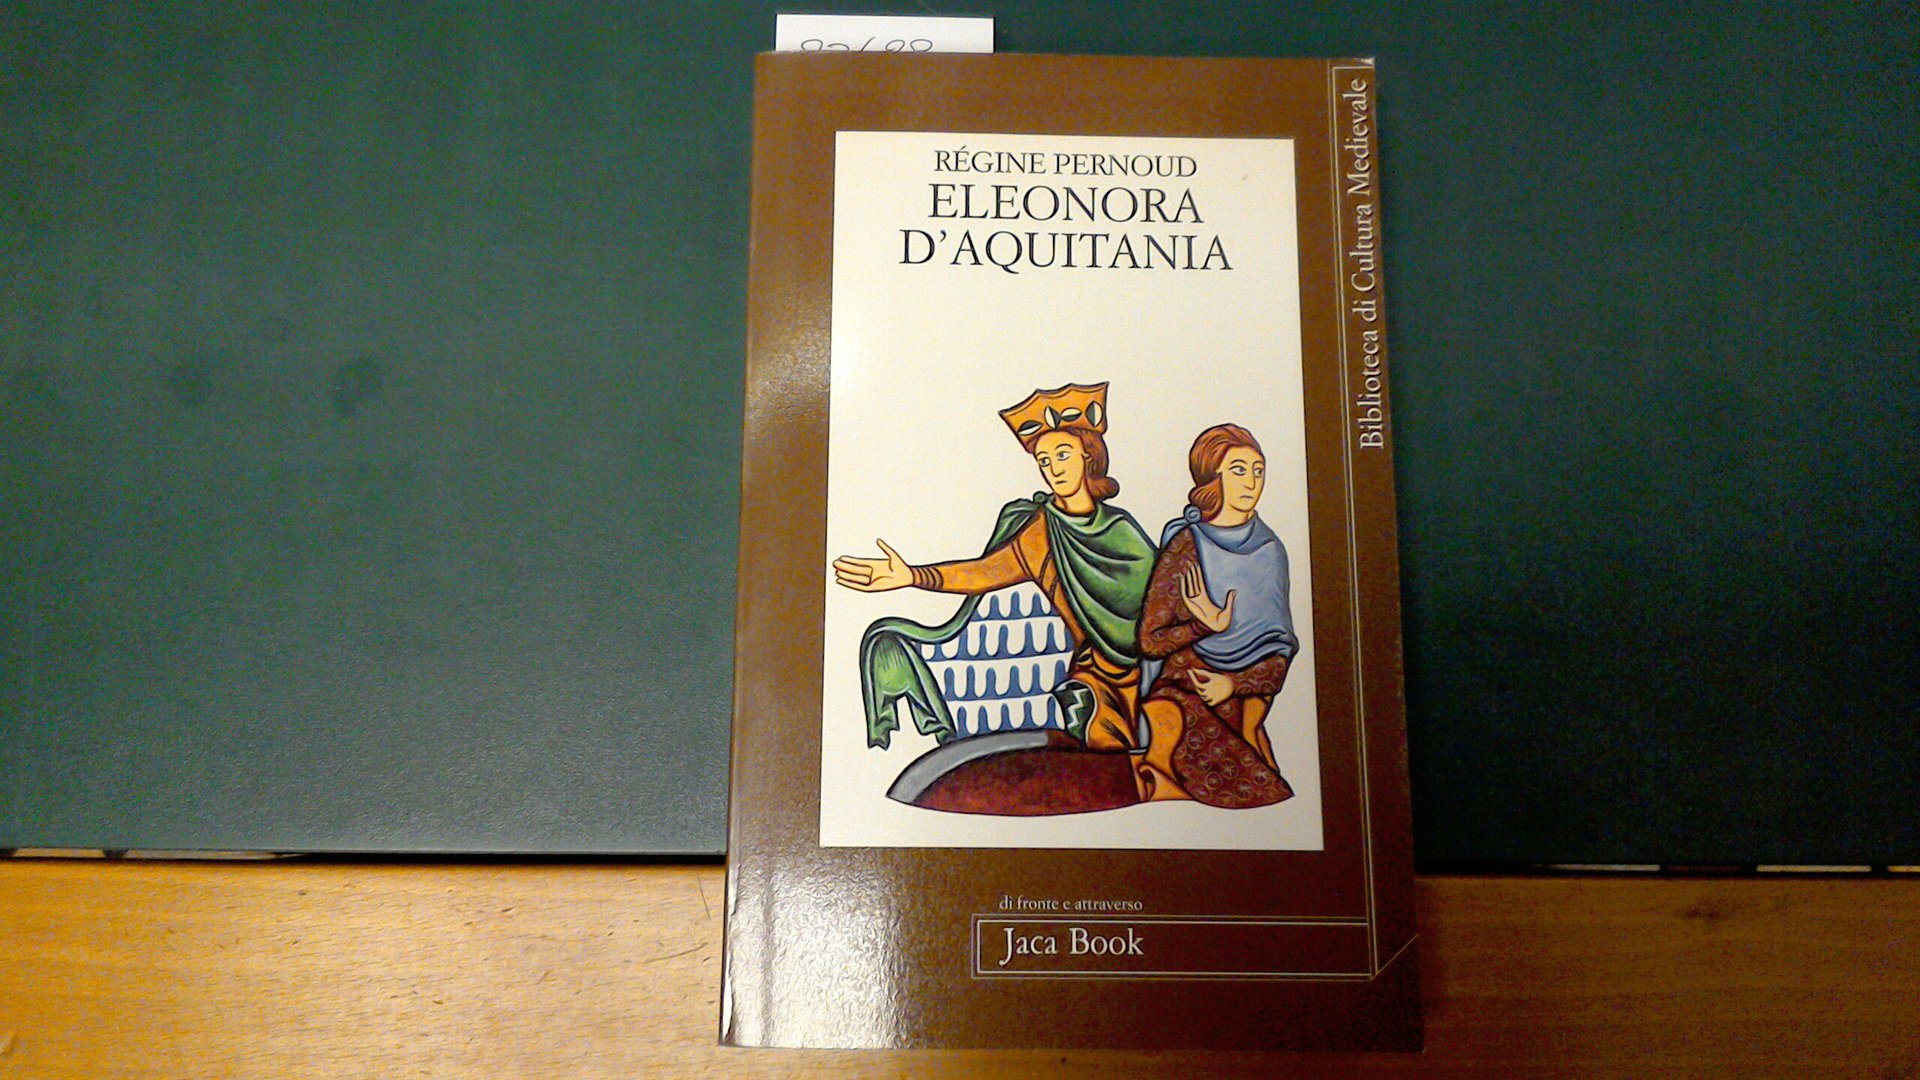 RÉGINE PERNOUD
ELEONORA
D'AQUITANIA
Biblioteca di Cultura Medievale
di fronte e attraverso
Jaca Book